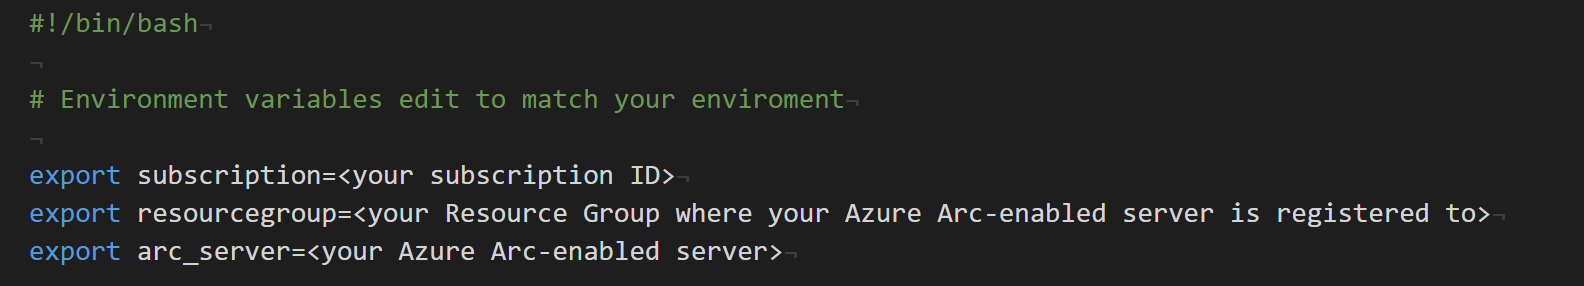 #!/bin/bash¬
¬
# Environment variables edit to match your enviroment¬
¬
export subscription=<your subscription ID>¬
export resourcegroup=<your Resource Group where your Azure Arc-enabled server is registered to>¬
export arc_server=<your Azure Arc-enabled server>¬